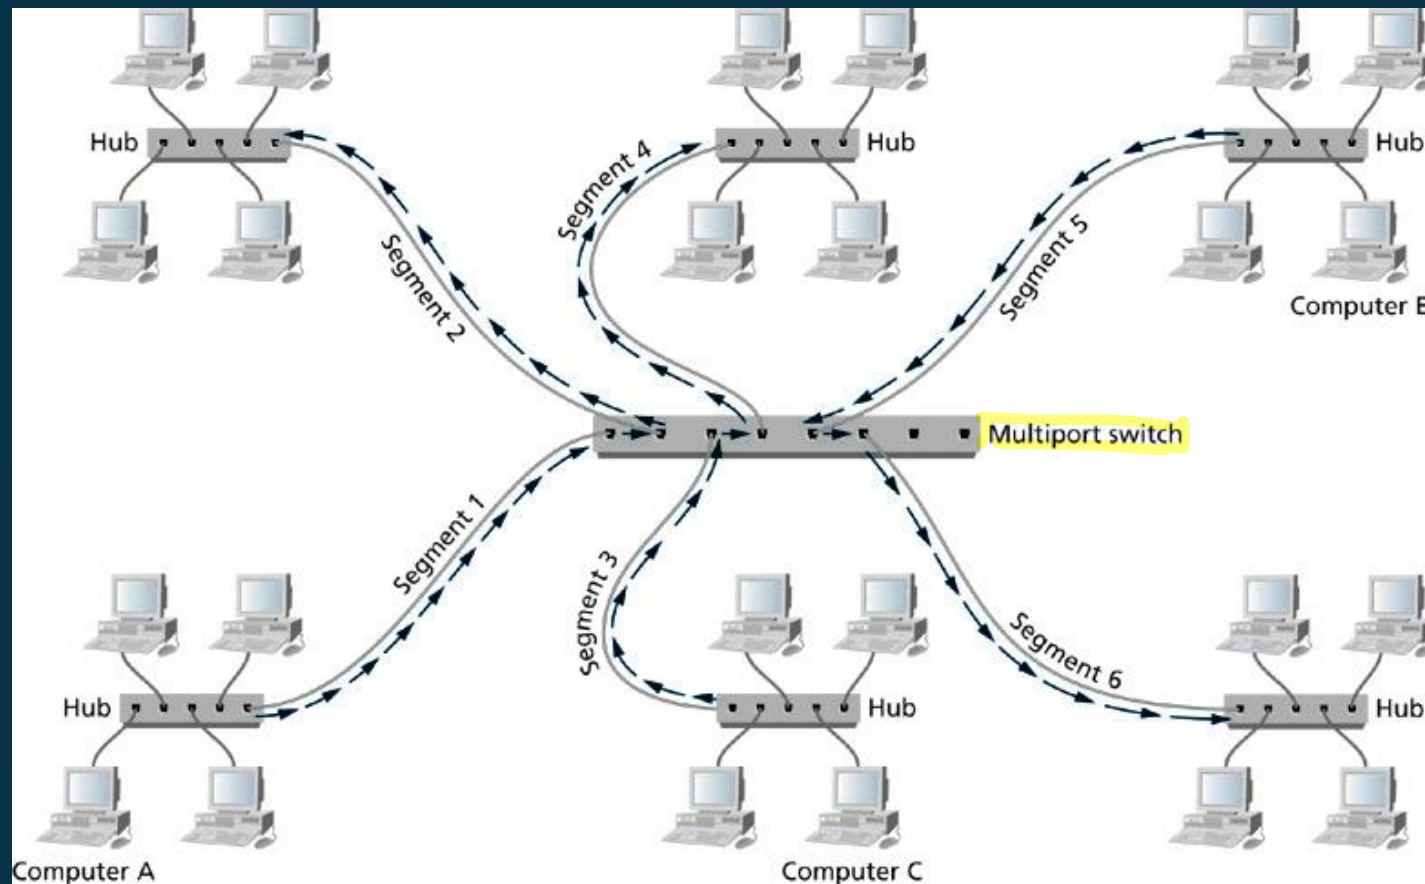 Hub
Hub
Hub
Segment 4
Segment 2
Segment 5
Computer B
Multiport switch
Segment 1
Segment 3
Segment 6
Hub
Hub
Hub
Computer A
Computer C